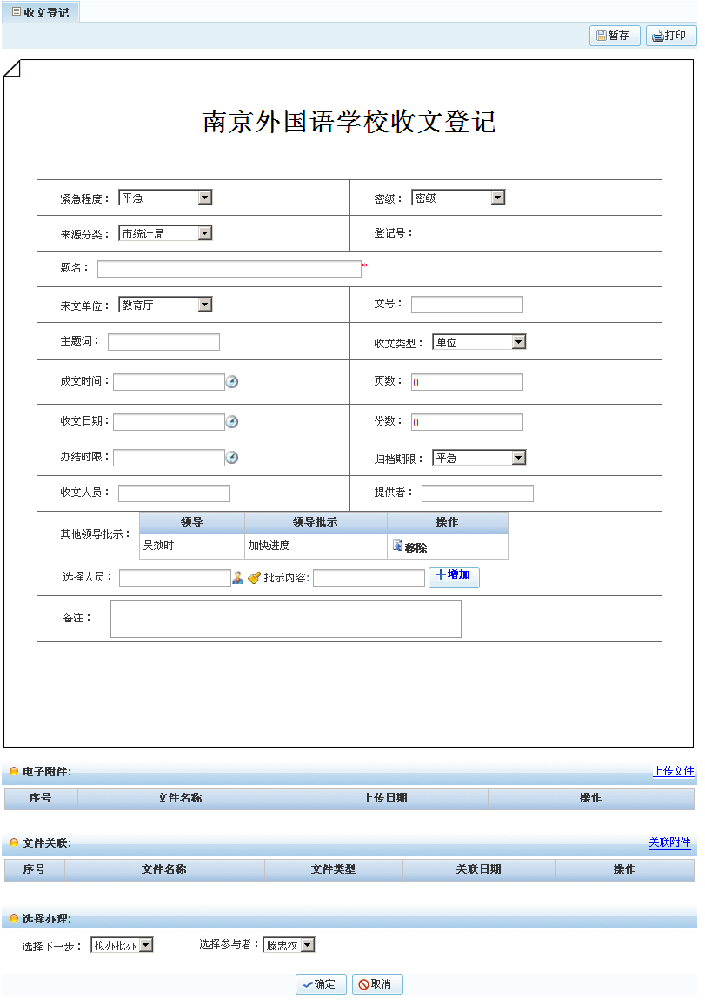 收文登记
暂存 打印
南京外国语学校收文登记
紧急程度： 平急 密级： 密级
来源分类： 市统计局 登记号：
题名： *
来文单位： 教育厅 文号：
主题词： 收文类型： 单位
成文时间： 页数： 0
收文日期： 份数： 0
办结时限： 归档期限： 平急
收文人员： 提供者：
其他领导批示： 领导 领导批示 操作
吴效时 加快进度 移除
选择人员： 批示内容: 增加
备注：
电子附件: 上传文件
序号 文件名称 上传日期 操作
文件关联: 关联附件
序号 文件名称 文件类型 关联日期 操作
选择办理:
选择下一步： 拟办批办 选择参与者： 滕忠汉
确定 取消